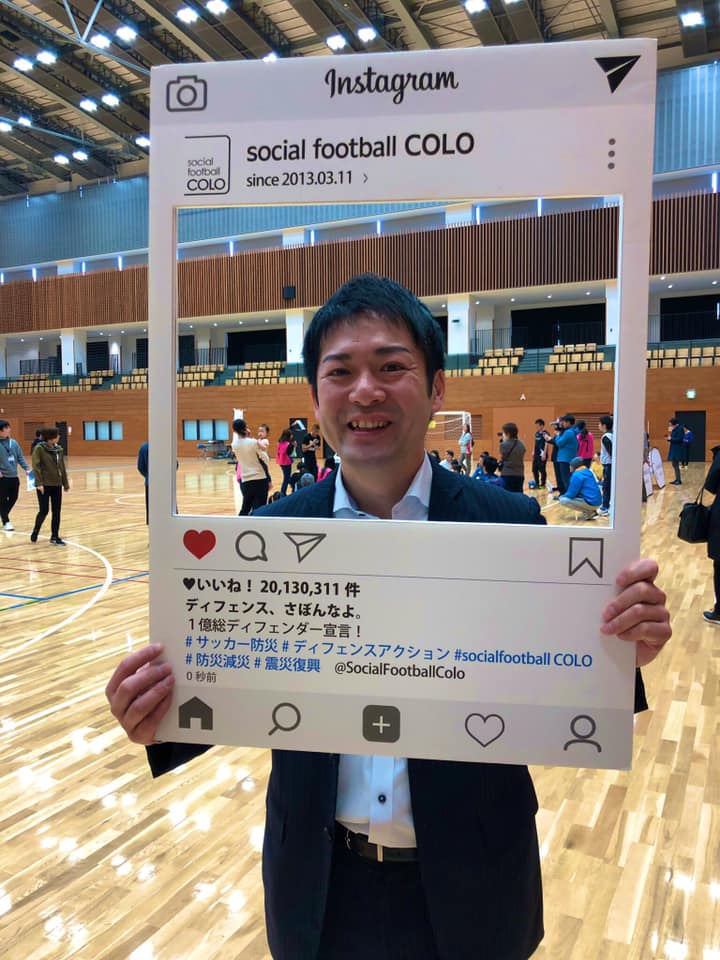 Instagram
social
football
COLO
social football COLO
since 2013.03.11 >
♥いいね！ 20,130,311 件
ディフェンス、さぼんなよ。
１億総ディフェンダー宣言！
# サッカー防災 # ディフェンスアクション #socialfootball COLO
# 防災減災 # 震災復興 @SocialFootballColo
0 秒前